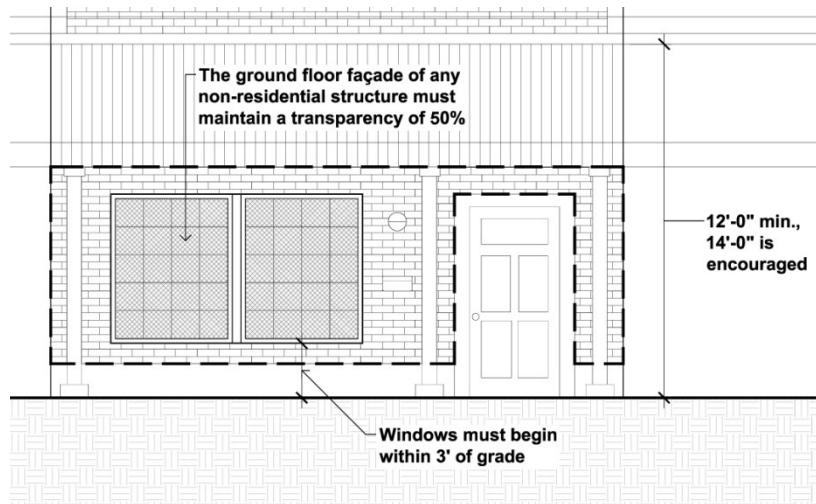 The ground floor façade of any
non-residential structure must
maintain a transparency of 50%
12'-0" min.,
14'-0" is
encouraged
Windows must begin
within 3' of grade